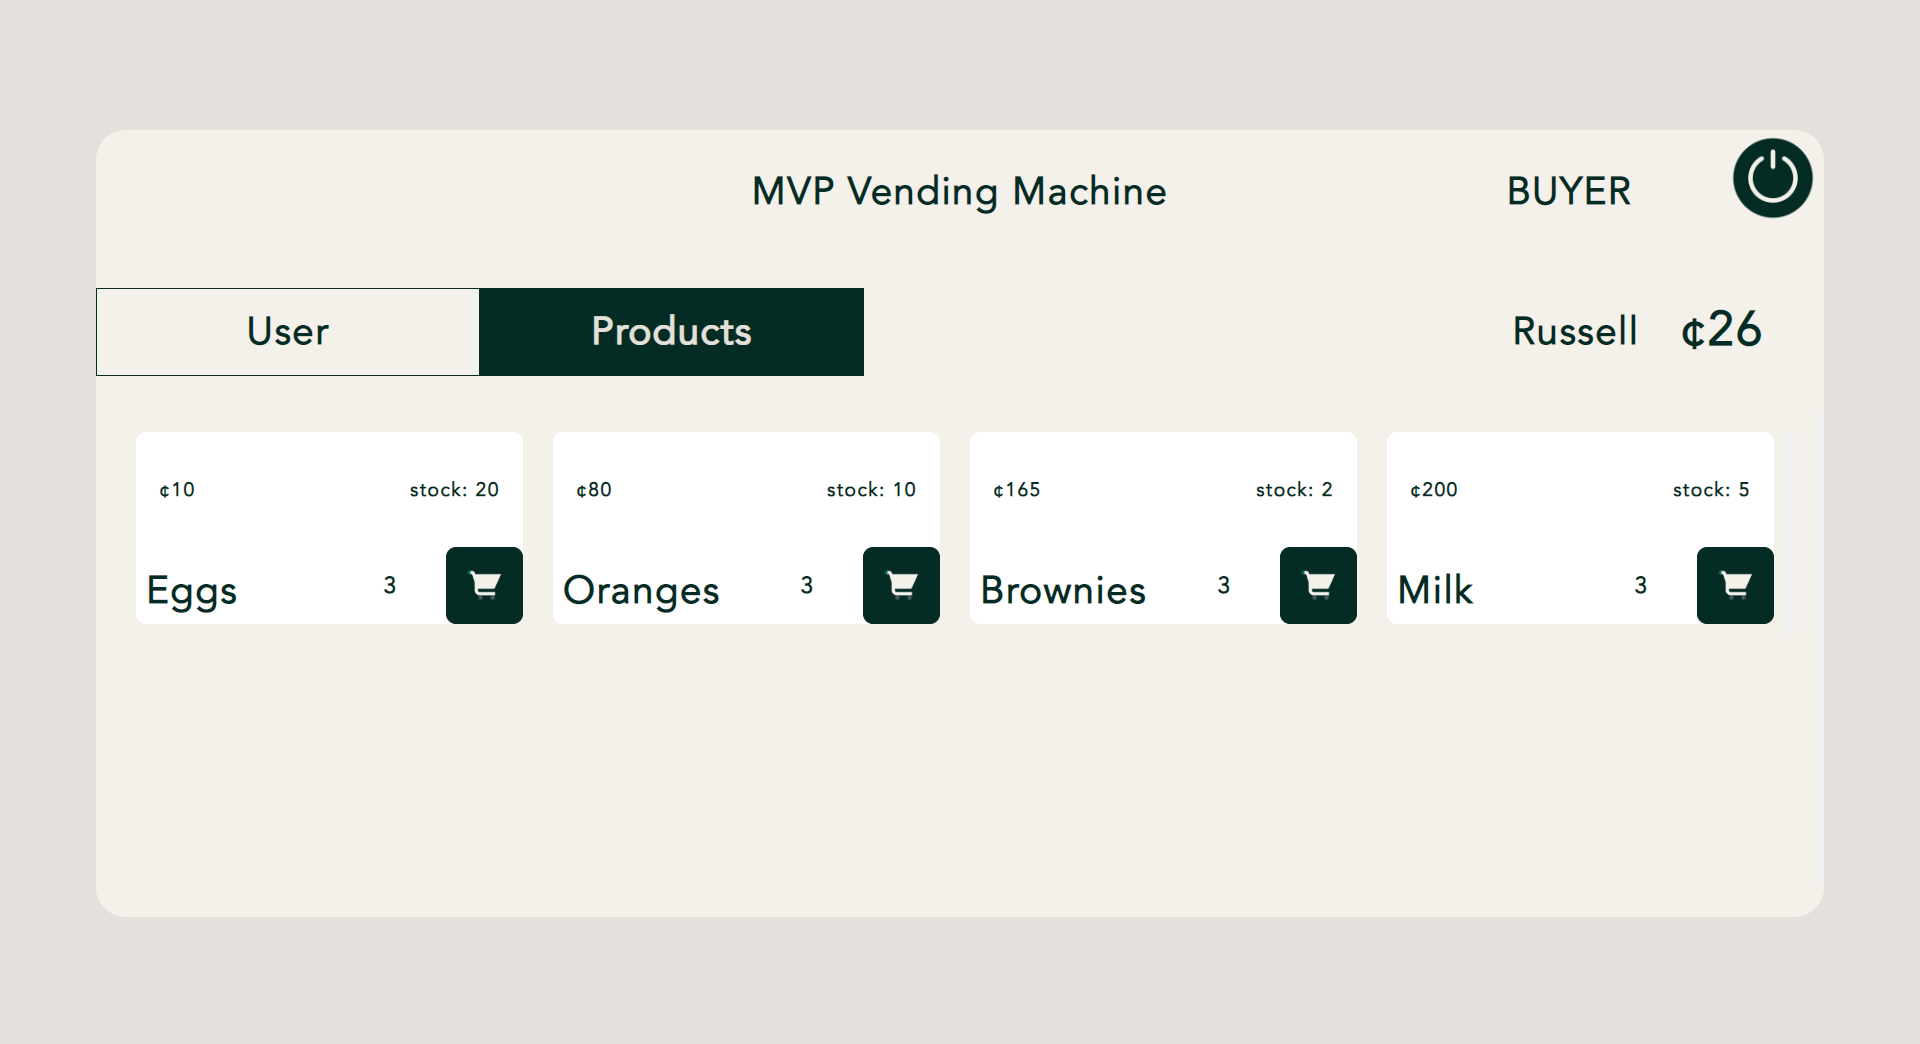 MVP Vending Machine
BUYER
User
Products
Russell
¢26
¢10
stock: 20
Eggs
3
¢80
stock: 10
Oranges
3
¢165
stock: 2
Brownies
3
¢200
stock: 5
Milk
3